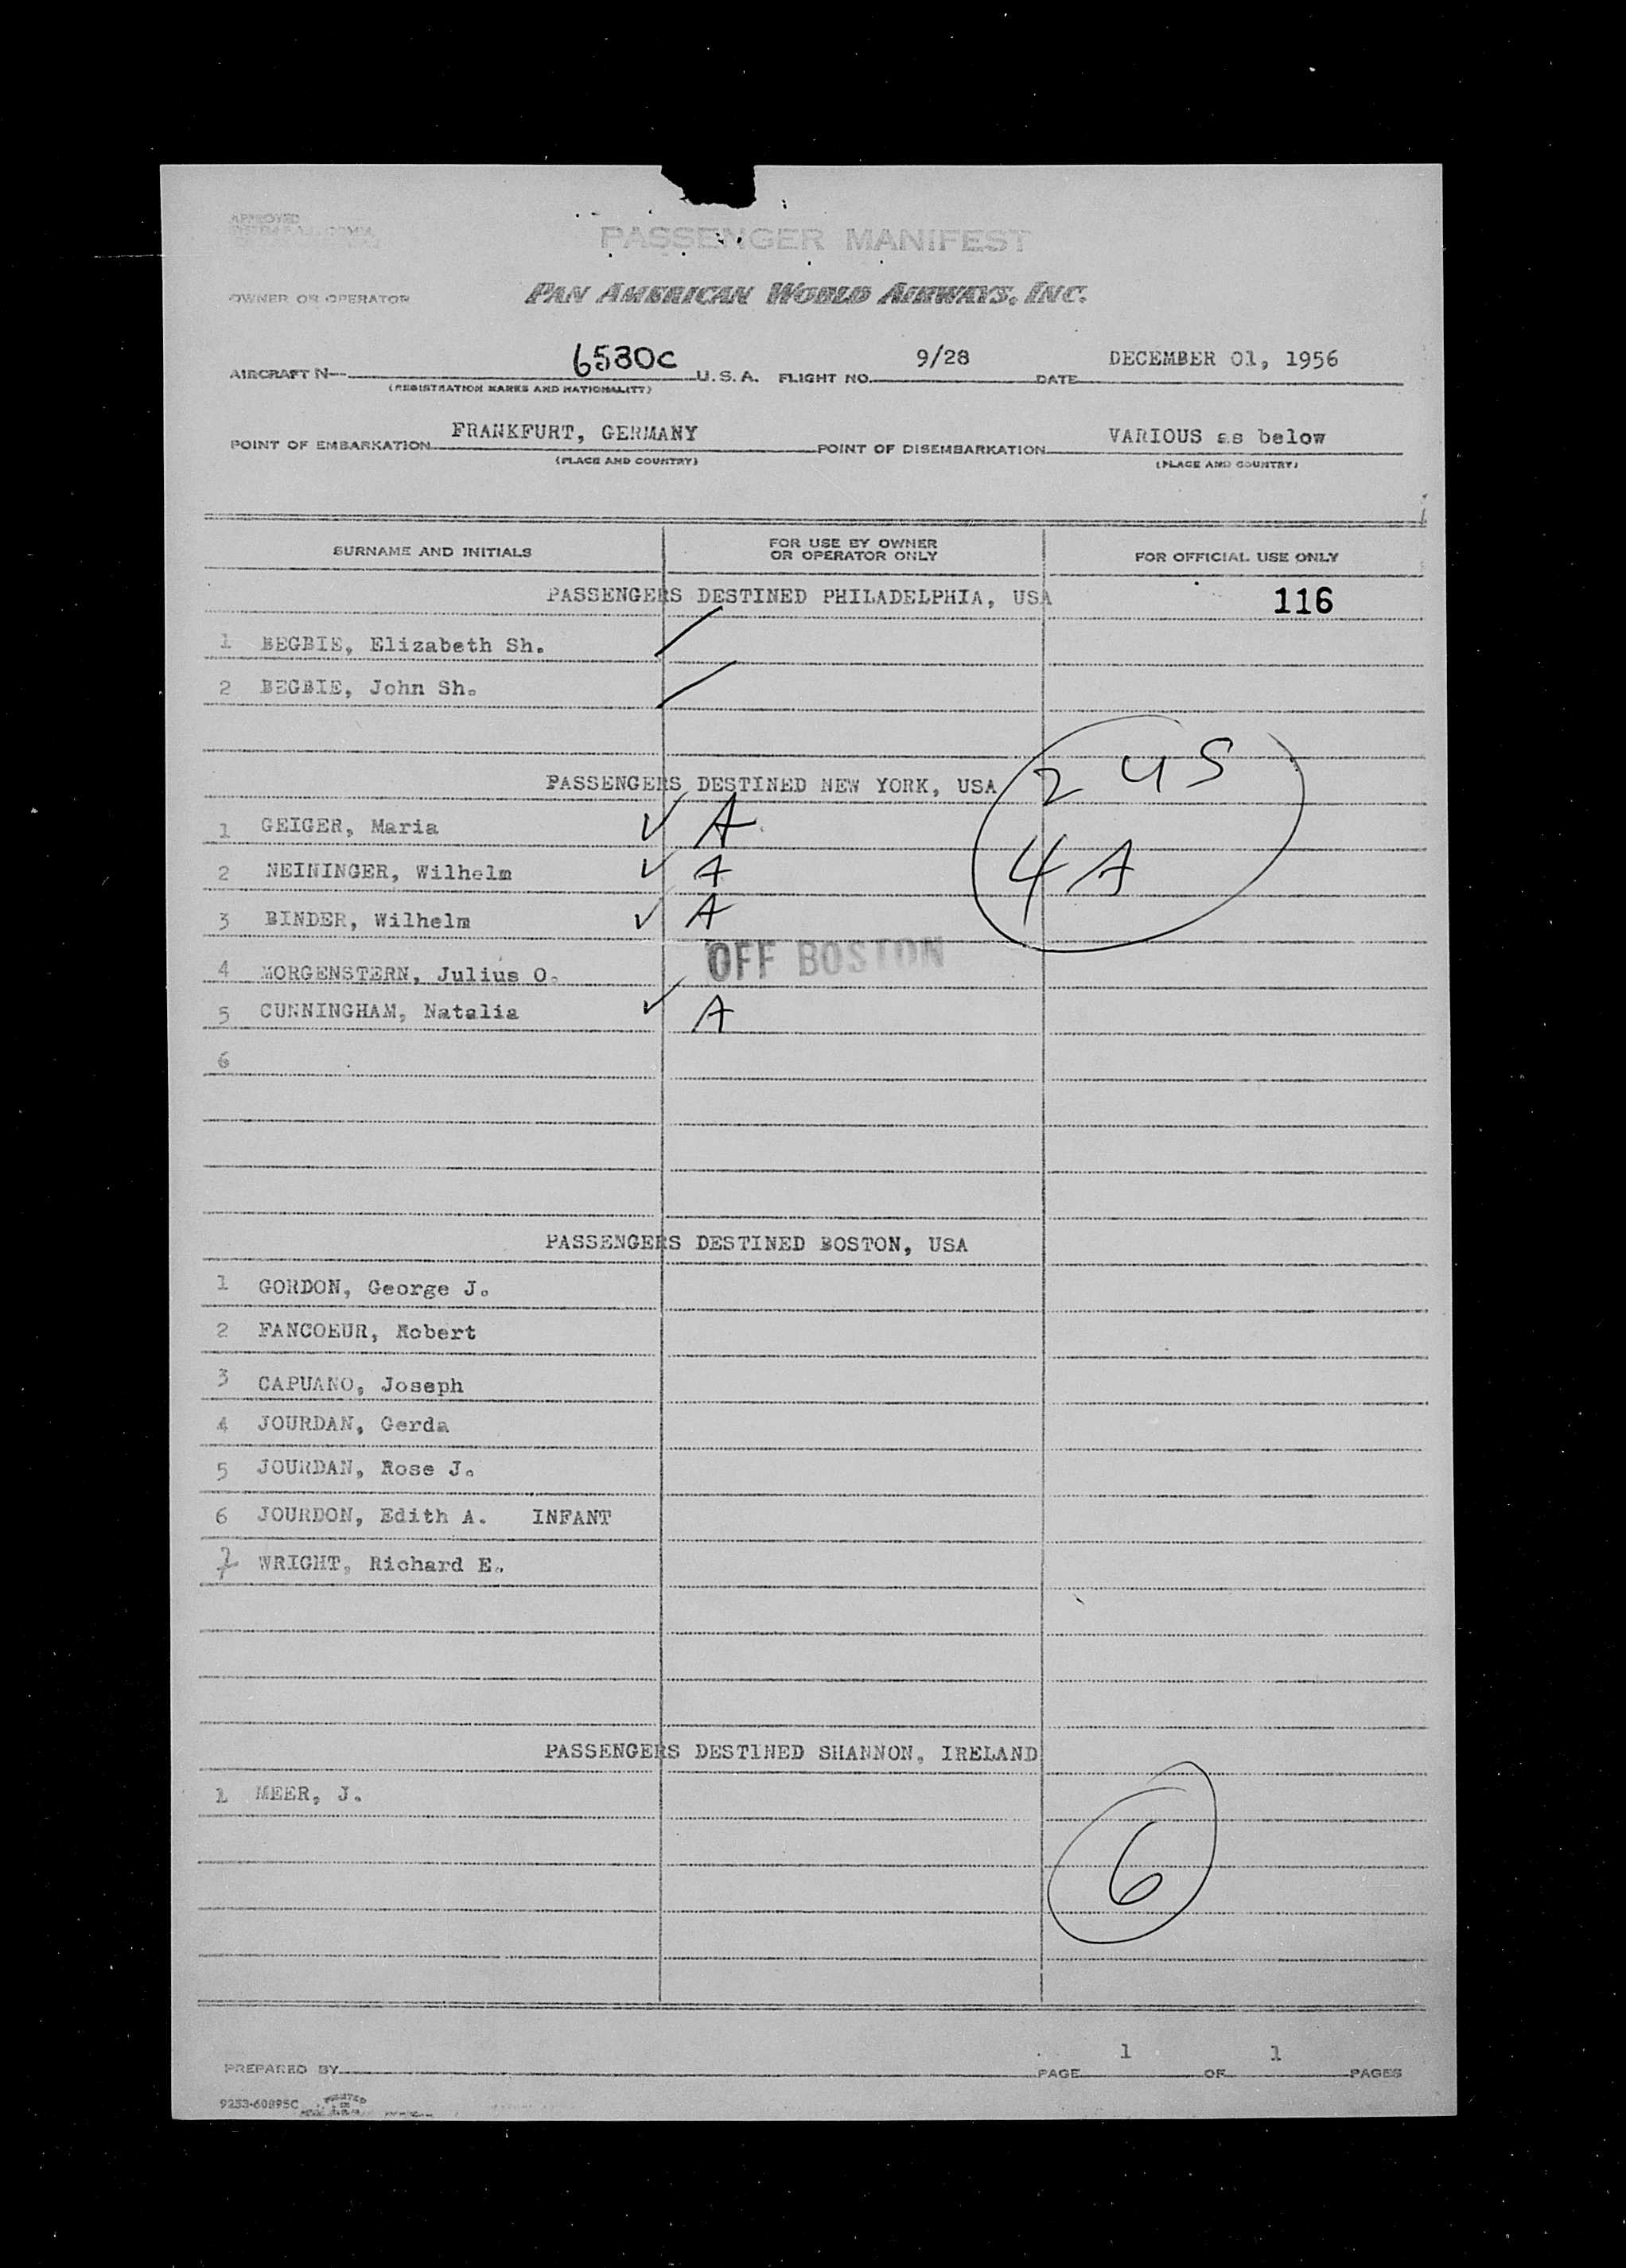 APPROVED
PASSENGER MANIFEST
OWNER OR OPERATOR PAN AMERICAN WORLD AIRWAYS, INC.
AIRCRAFT N— 6530C U.S.A. FLIGHT NO. 9/28 DATE DECEMBER 01, 1956
(REGISTRATION MARKS AND NATIONALITY)
POINT OF EMBARKATION FRANKFURT, GERMANY POINT OF DISEMBARKATION VARIOUS as below
(PLACE AND COUNTRY) (PLACE AND COUNTRY)
SURNAME AND INITIALS FOR USE BY OWNER OR OPERATOR ONLY FOR OFFICIAL USE ONLY
PASSENGERS DESTINED PHILADELPHIA, USA 116
1 BEGBIE, Elizabeth Sh. /
2 BEGBIE, John Sh. /
2 US
PASSENGERS DESTINED NEW YORK, USA
1 GEIGER, Maria ✓ A
4 A
2 NEININGER, Wilhelm ✓ A
3 BINDER, Wilhelm ✓ A
4 MORGENSTERN, Julius O. OFF BOSTON
5 CUNNINGHAM, Natalia ✓ A
6
PASSENGERS DESTINED BOSTON, USA
1 GORDON, George J.
2 FANCOEUR, Robert
3 CAPUANO, Joseph
4 JOURDAN, Gerda
5 JOURDAN, Rose J.
6 JOURDON, Edith A. INFANT
7 WRIGHT, Richard E.
PASSENGERS DESTINED SHANNON, IRELAND
1 MEER, J.
6
PREPARED BY PAGE 1 OF 1 PAGES
9253-60895C PRINTED